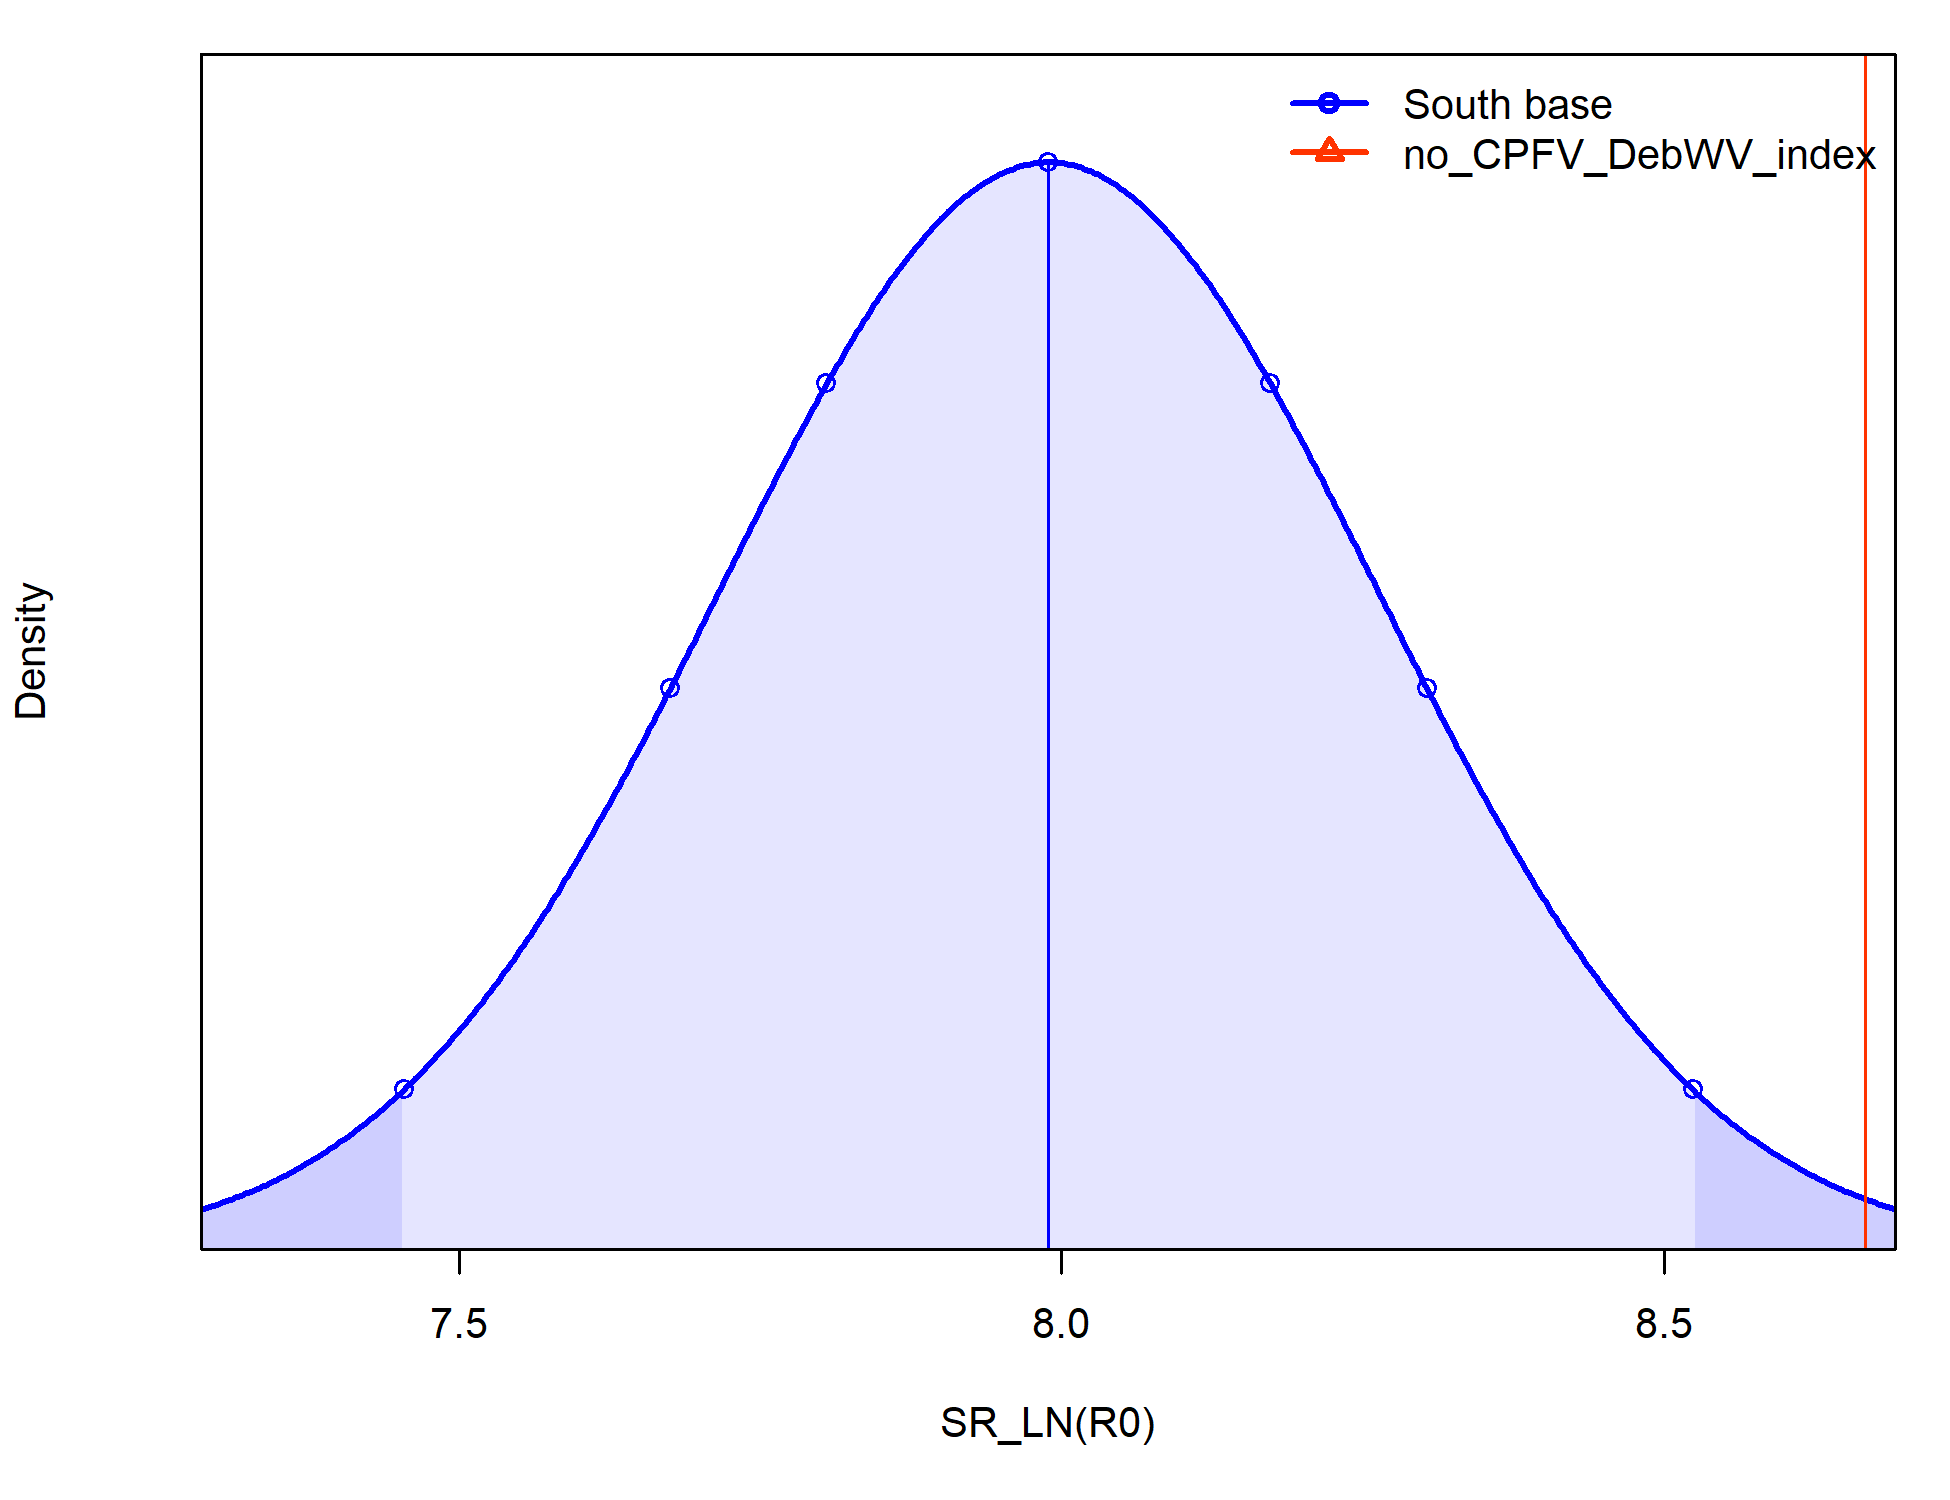 South base
no_CPFV_DebWV_index
Density
7.5
8.0
8.5
SR_LN(R0)